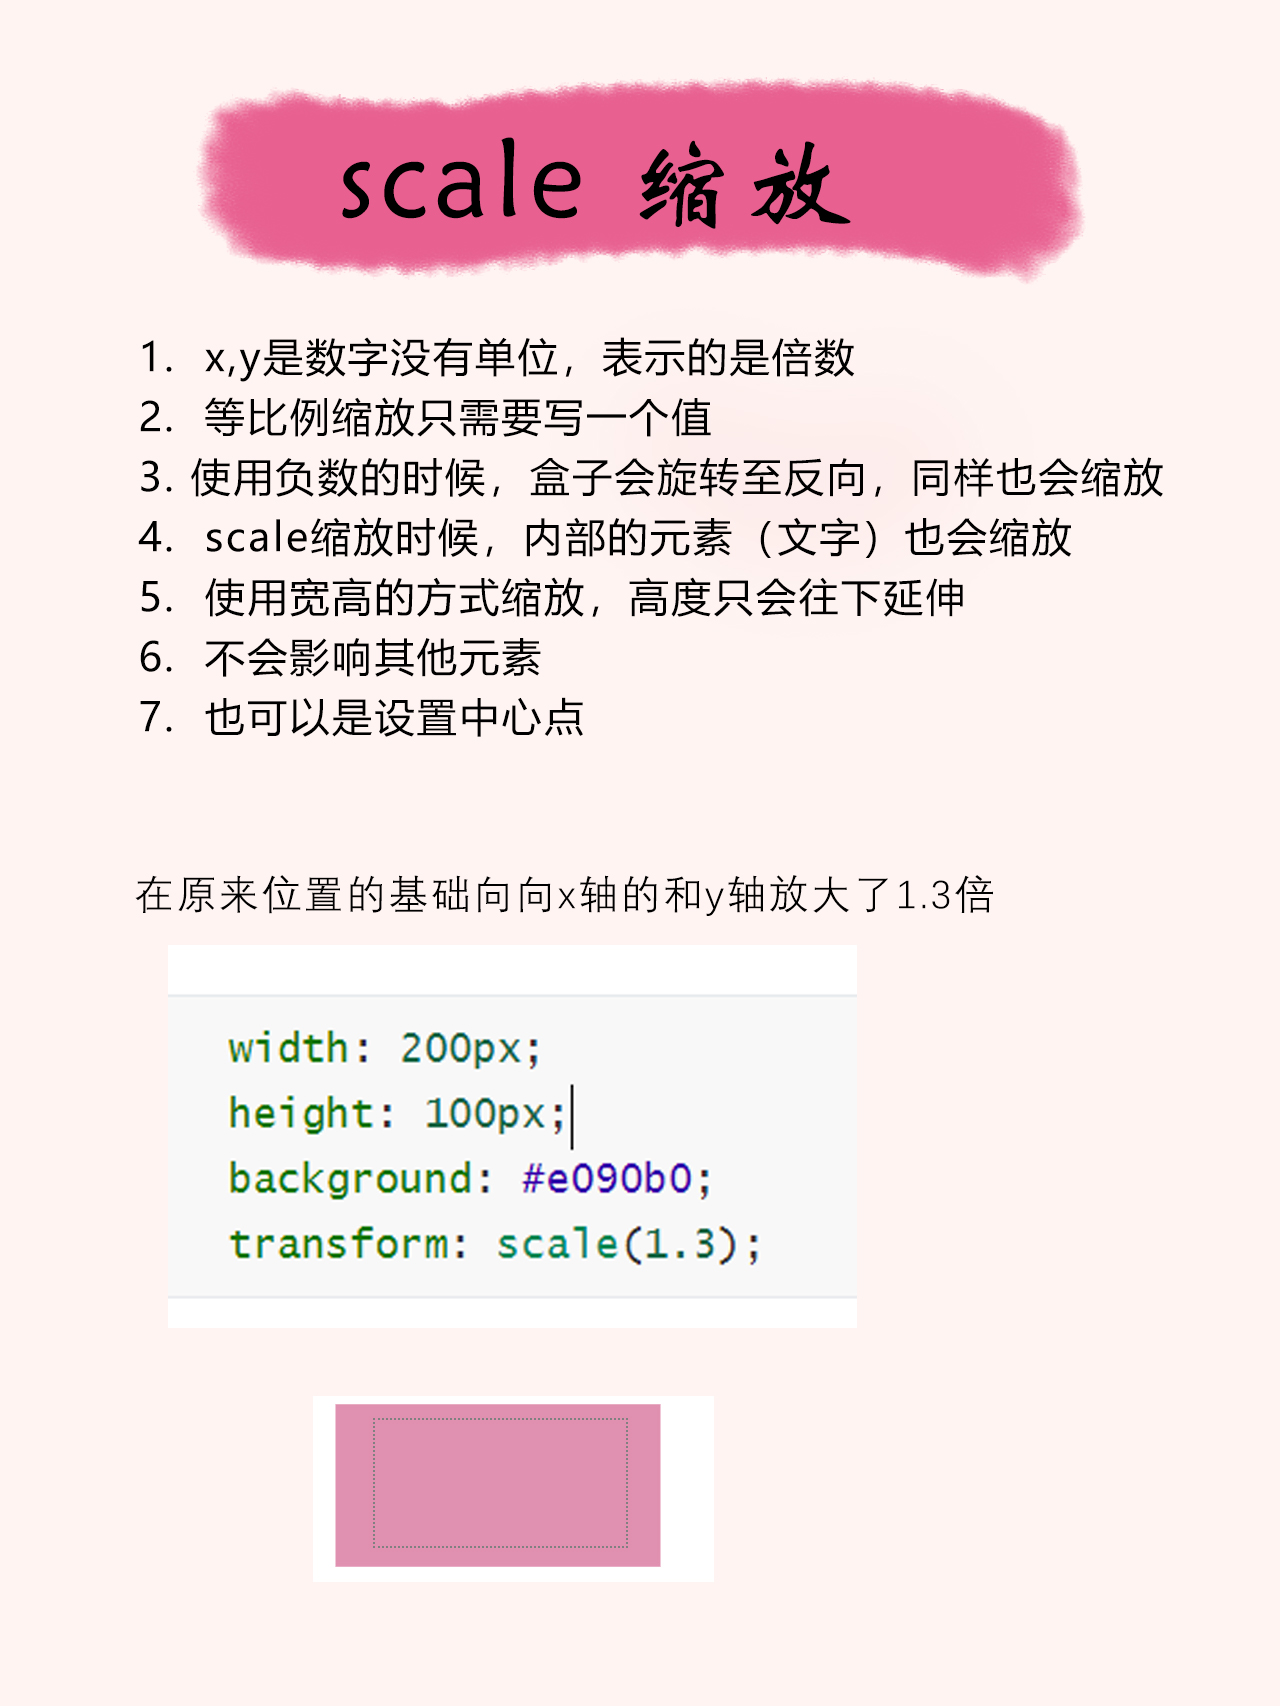 scale 缩放
1. x,y是数字没有单位，表示的是倍数
2. 等比例缩放只需要写一个值
3. 使用负数的时候，盒子会旋转至反向，同样也会缩放
4. scale缩放时候，内部的元素（文字）也会缩放
5. 使用宽高的方式缩放，高度只会往下延伸
6. 不会影响其他元素
7. 也可以是设置中心点
在原来位置的基础向向x轴的和y轴放大了1.3倍
width: 200px;
height: 100px;
background: #e090b0;
transform: scale(1.3);